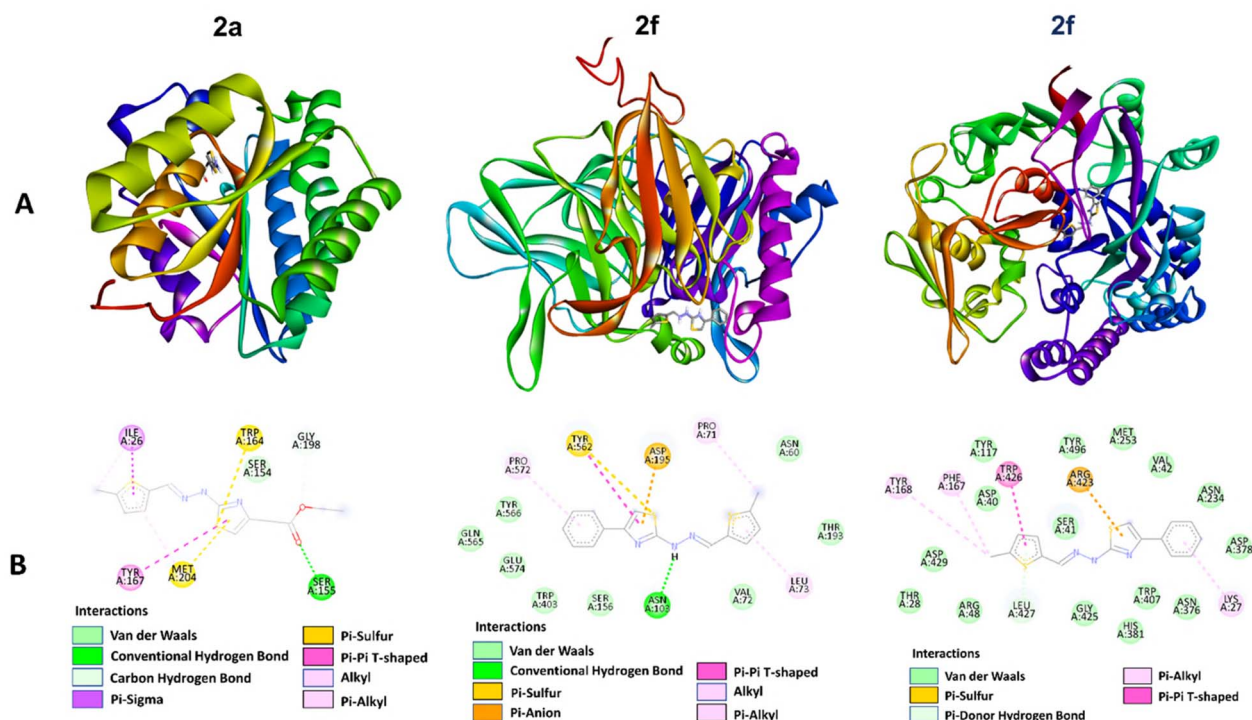 2a
2f
2f
A
B
ILE
A:26
TRP
A:164
GLY
A:198
SER
A:154
TYR
A:167
MET
A:204
SER
A:155
Interactions
Van der Waals
Conventional Hydrogen Bond
Carbon Hydrogen Bond
Pi-Sigma
Pi-Sulfur
Pi-Pi T-shaped
Alkyl
Pi-Alkyl
PRO
A:572
TYR
A:562
ASP
A:195
PRO
A:71
ASN
A:60
TYR
A:566
GLN
A:565
GLU
A:574
THR
A:193
H
TRP
A:403
SER
A:156
ASN
A:103
VAL
A:72
LEU
A:73
Interactions
Van der Waals
Conventional Hydrogen Bond
Pi-Sulfur
Pi-Anion
Pi-Pi T-shaped
Alkyl
Pi-Alkyl
TYR
A:117
TYR
A:496
MET
A:253
VAL
A:42
TYR
A:168
PHE
A:167
TRP
A:426
ARG
A:423
ASP
A:40
ASN
A:234
SER
A:41
ASP
A:378
ASP
A:429
THR
A:28
ARG
A:48
LEU
A:427
GLY
A:425
TRP
A:407
HIS
A:381
ASN
A:376
LYS
A:27
Interactions
Van der Waals
Pi-Sulfur
Pi-Donor Hydrogen Bond
Pi-Alkyl
Pi-Pi T-shaped